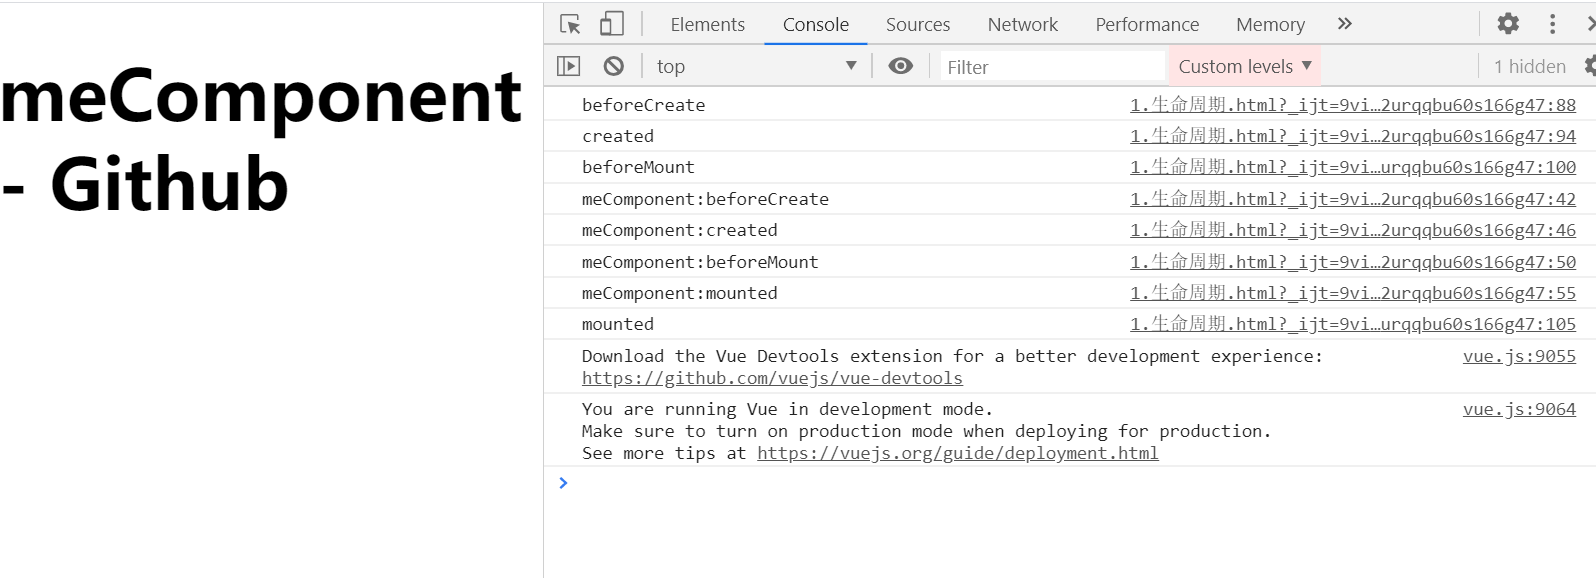 meComponent
- Github
Elements Console Sources Network Performance Memory »
top Filter Custom levels 1 hidden
beforeCreate 1.生命周期.html?_ijt=9vi…2urqqbu60s166g47:88
created 1.生命周期.html?_ijt=9vi…2urqqbu60s166g47:94
beforeMount 1.生命周期.html?_ijt=9vi…urqqbu60s166g47:100
meComponent:beforeCreate 1.生命周期.html?_ijt=9vi…2urqqbu60s166g47:42
meComponent:created 1.生命周期.html?_ijt=9vi…2urqqbu60s166g47:46
meComponent:beforeMount 1.生命周期.html?_ijt=9vi…2urqqbu60s166g47:50
meComponent:mounted 1.生命周期.html?_ijt=9vi…2urqqbu60s166g47:55
mounted 1.生命周期.html?_ijt=9vi…urqqbu60s166g47:105
Download the Vue Devtools extension for a better development experience: vue.js:9055
https://github.com/vuejs/vue-devtools
You are running Vue in development mode. vue.js:9064
Make sure to turn on production mode when deploying for production.
See more tips at https://vuejs.org/guide/deployment.html